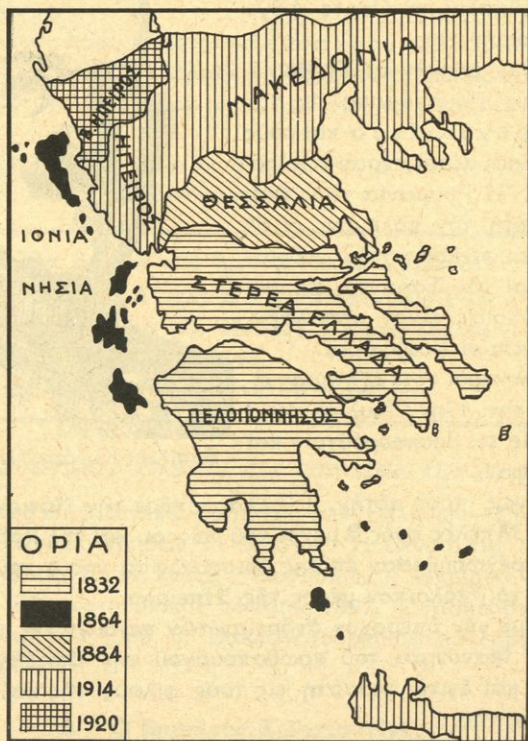 ΜΑΚΕΔΟΝΙΑ
Β. ΗΠΕΙΡΟΣ
ΗΠΕΙΡΟΣ
ΘΕΣΣΑΛΙΑ
ΙΟΝΙΑ
ΝΗΣΙΑ
ΣΤΕΡΕΑ ΕΛΛΑΔΑ
ΠΕΛΟΠΟΝΝΗΣΟΣ
ΟΡΙΑ
1832
1864
1884
1914
1920